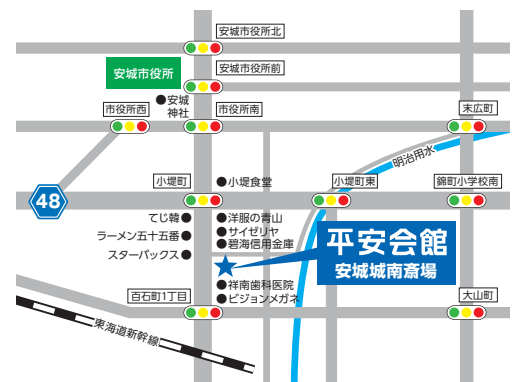 安城市役所北
安城市役所
安城市役所前
安城
神社
市役所西
市役所南
末広町
明治用水
小堤町
小堤食堂
小堤町東
錦町小学校南
48
てじ韓
洋服の青山
ラーメン五十五番
サイゼリヤ
碧海信用金庫
スターバックス
平安会館
安城城南斎場
祥南歯科医院
ビジョンメガネ
百石町1丁目
大山町
東海道新幹線